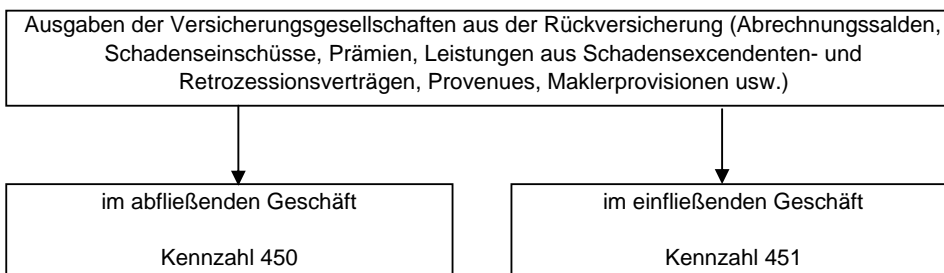 Ausgaben der Versicherungsgesellschaften aus der Rückversicherung (Abrechnungssalden,
Schadenseinschüsse, Prämien, Leistungen aus Schadensexcendenten- und
Retrozessionsverträgen, Provenues, Maklerprovisionen usw.)
im abfließenden Geschäft
Kennzahl 450
im einfließenden Geschäft
Kennzahl 451